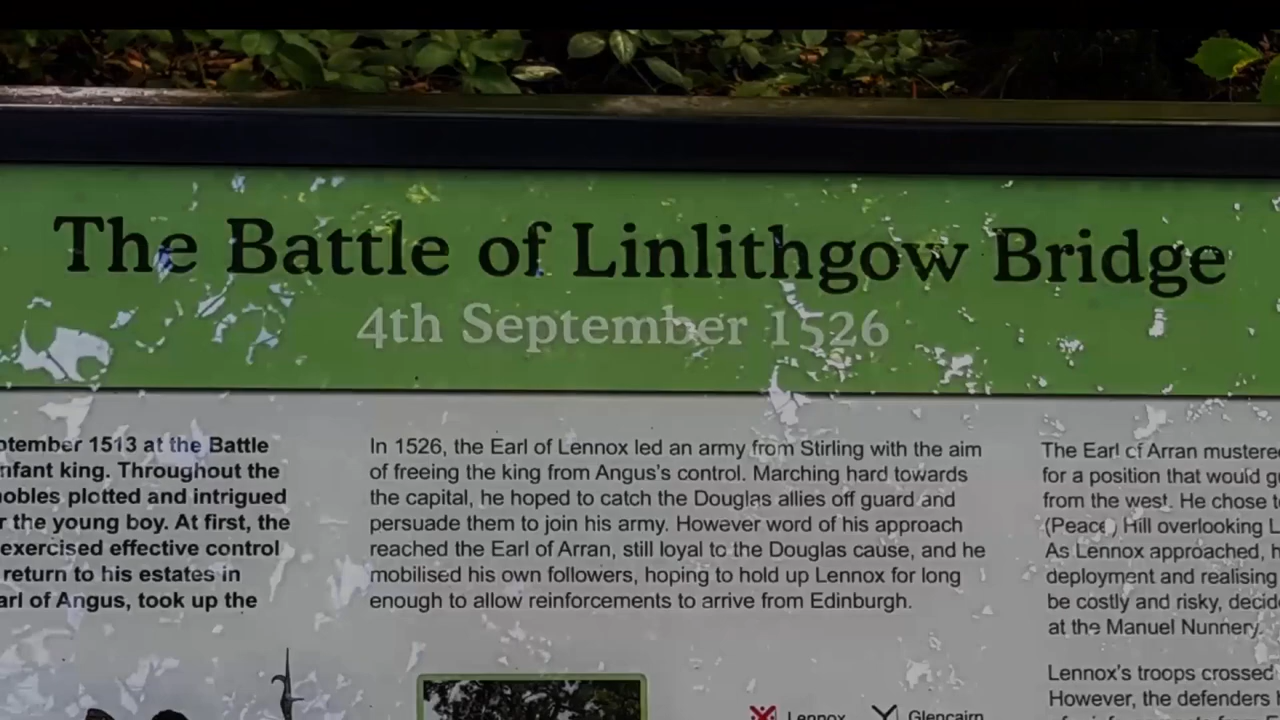 The Battle of Linlithgow Bridge
4th September 1526
ptember 1513 at the Battle
nfant king. Throughout the
nobles plotted and intrigued
r the young boy. At first, the
exercised effective control
return to his estates in
arl of Angus, took up the
In 1526, the Earl of Lennox led an army from Stirling with the aim
of freeing the king from Angus's control. Marching hard towards
the capital, he hoped to catch the Douglas allies off guard and
persuade them to join his army. However word of his approach
reached the Earl of Arran, still loyal to the Douglas cause, and he
mobilised his own followers, hoping to hold up Lennox for long
enough to allow reinforcements to arrive from Edinburgh.
The Earl of Arran mustere
for a position that would g
from the west. He chose t
(Peace) Hill overlooking L
As Lennox approached, h
deployment and realising
be costly and risky, decid
at the Manuel Nunnery.
Lennox's troops crossed
However, the defenders
Lennox
Glencairn